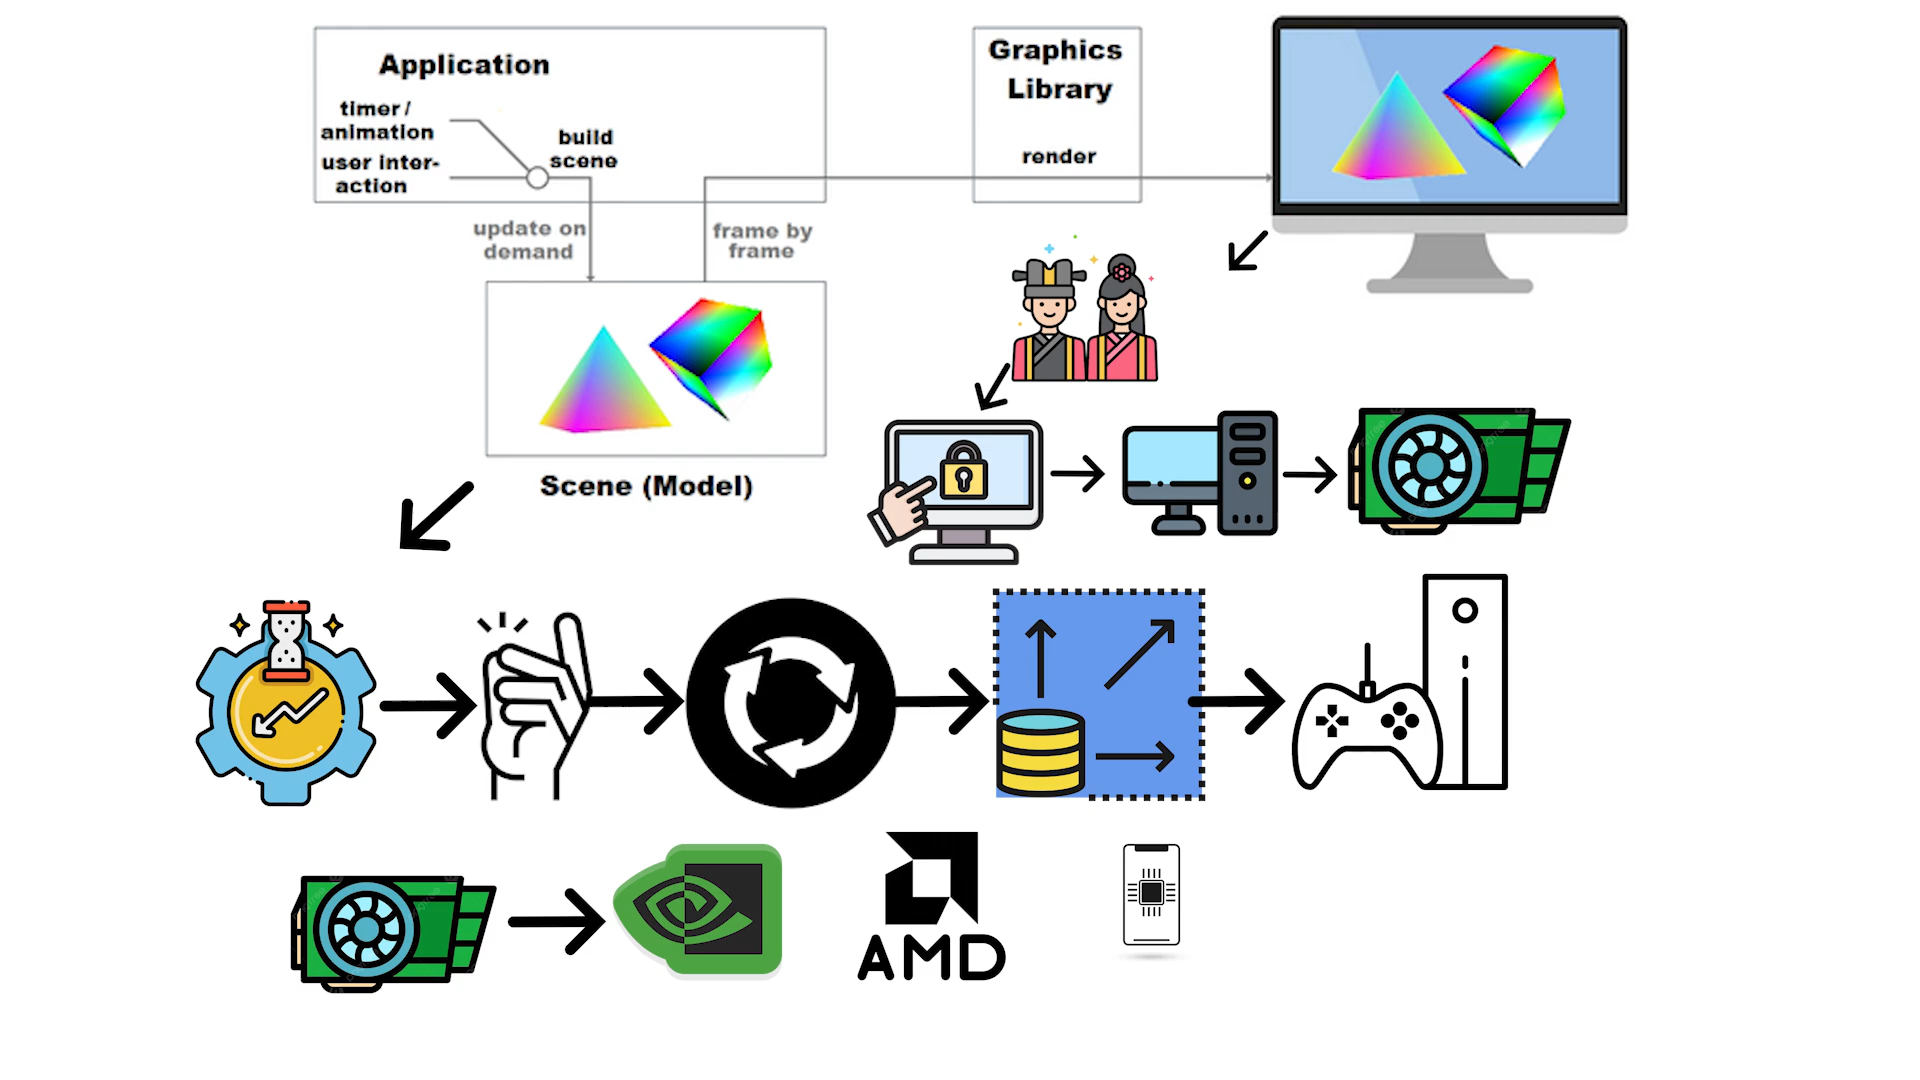 Application
timer /
animation
user inter-
action
build
scene
update on
demand
frame by
frame
Graphics
Library
render
Scene (Model)
AMD